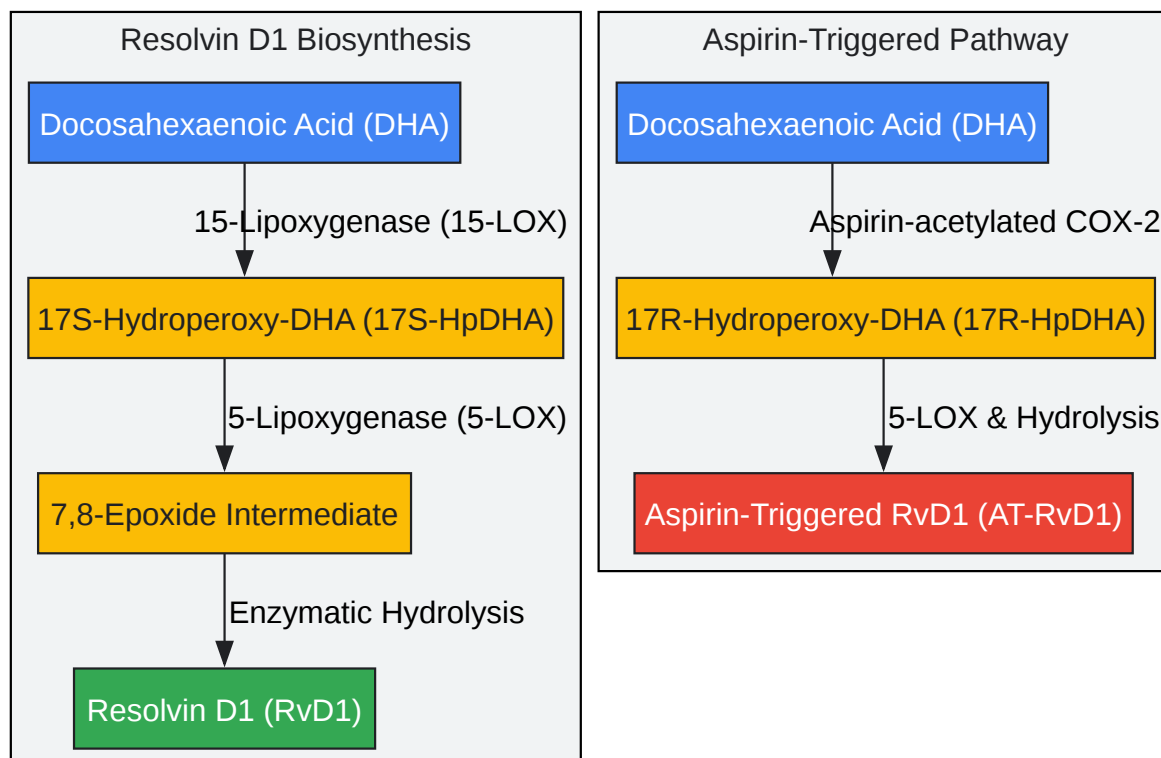 Resolvin D1 Biosynthesis
Docosahexaenoic Acid (DHA)
15-Lipoxygenase (15-LOX)
17S-Hydroperoxy-DHA (17S-HpDHA)
5-Lipoxygenase (5-LOX)
7,8-Epoxide Intermediate
Enzymatic Hydrolysis
Resolvin D1 (RvD1)
Aspirin-Triggered Pathway
Docosahexaenoic Acid (DHA)
Aspirin-acetylated COX-2
17R-Hydroperoxy-DHA (17R-HpDHA)
5-LOX & Hydrolysis
Aspirin-Triggered RvD1 (AT-RvD1)